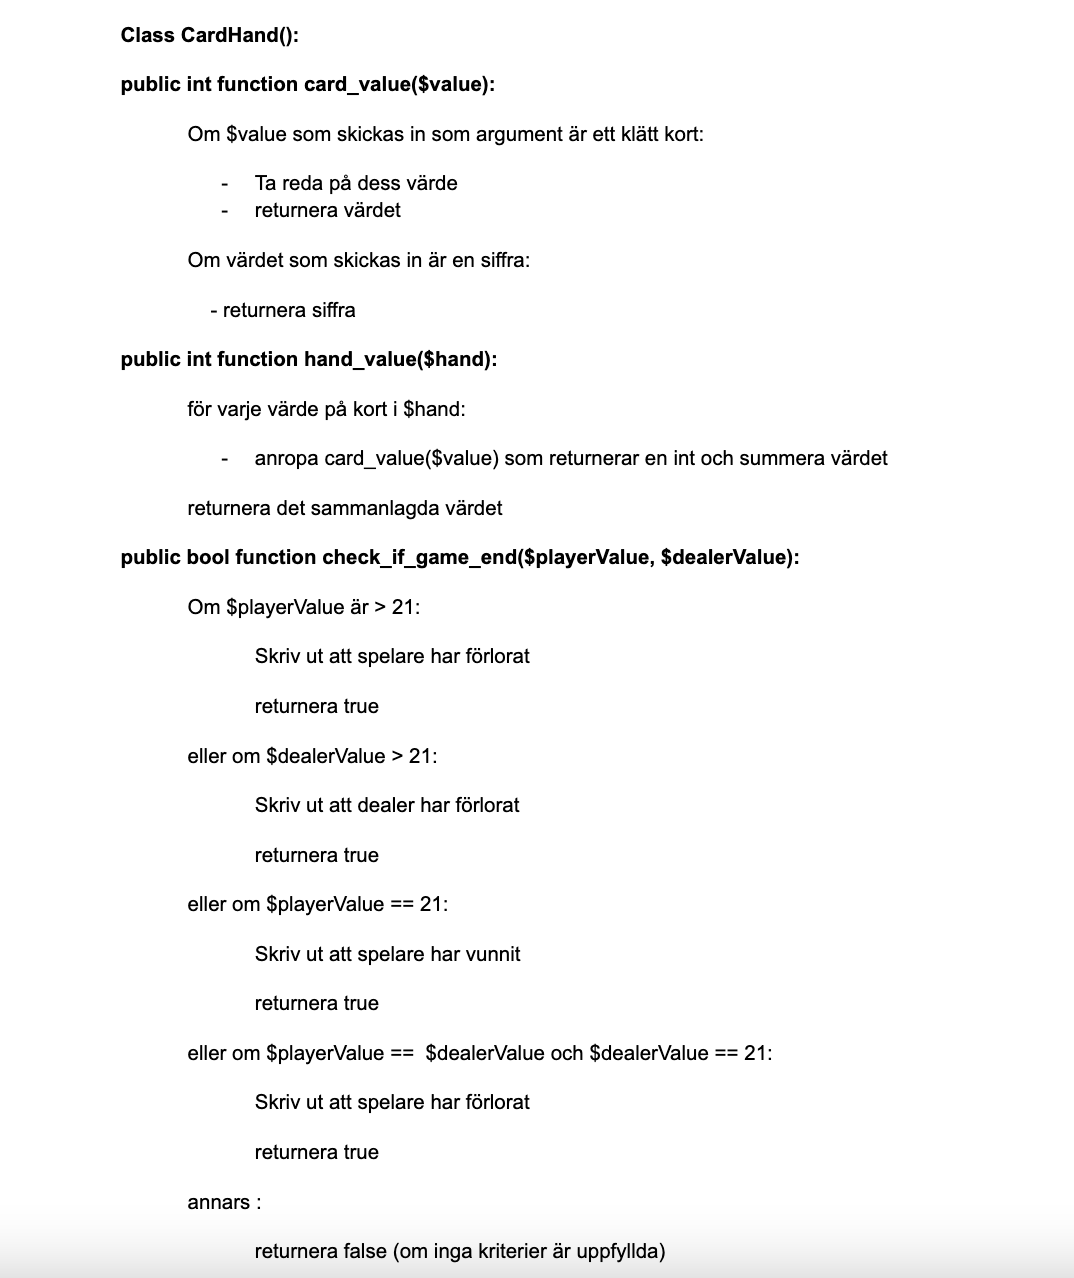 Class CardHand():
public int function card_value($value):
Om $value som skickas in som argument är ett klätt kort:
- Ta reda på dess värde
- returnera värdet
Om värdet som skickas in är en siffra:
- returnera siffra
public int function hand_value($hand):
för varje värde på kort i $hand:
- anropa card_value($value) som returnerar en int och summera värdet
returnera det sammanlagda värdet
public bool function check_if_game_end($playerValue, $dealerValue):
Om $playerValue är > 21:
Skriv ut att spelare har förlorat
returnera true
eller om $dealerValue > 21:
Skriv ut att dealer har förlorat
returnera true
eller om $playerValue == 21:
Skriv ut att spelare har vunnit
returnera true
eller om $playerValue ==  $dealerValue och $dealerValue == 21:
Skriv ut att spelare har förlorat
returnera true
annars :
returnera false (om inga kriterier är uppfyllda)